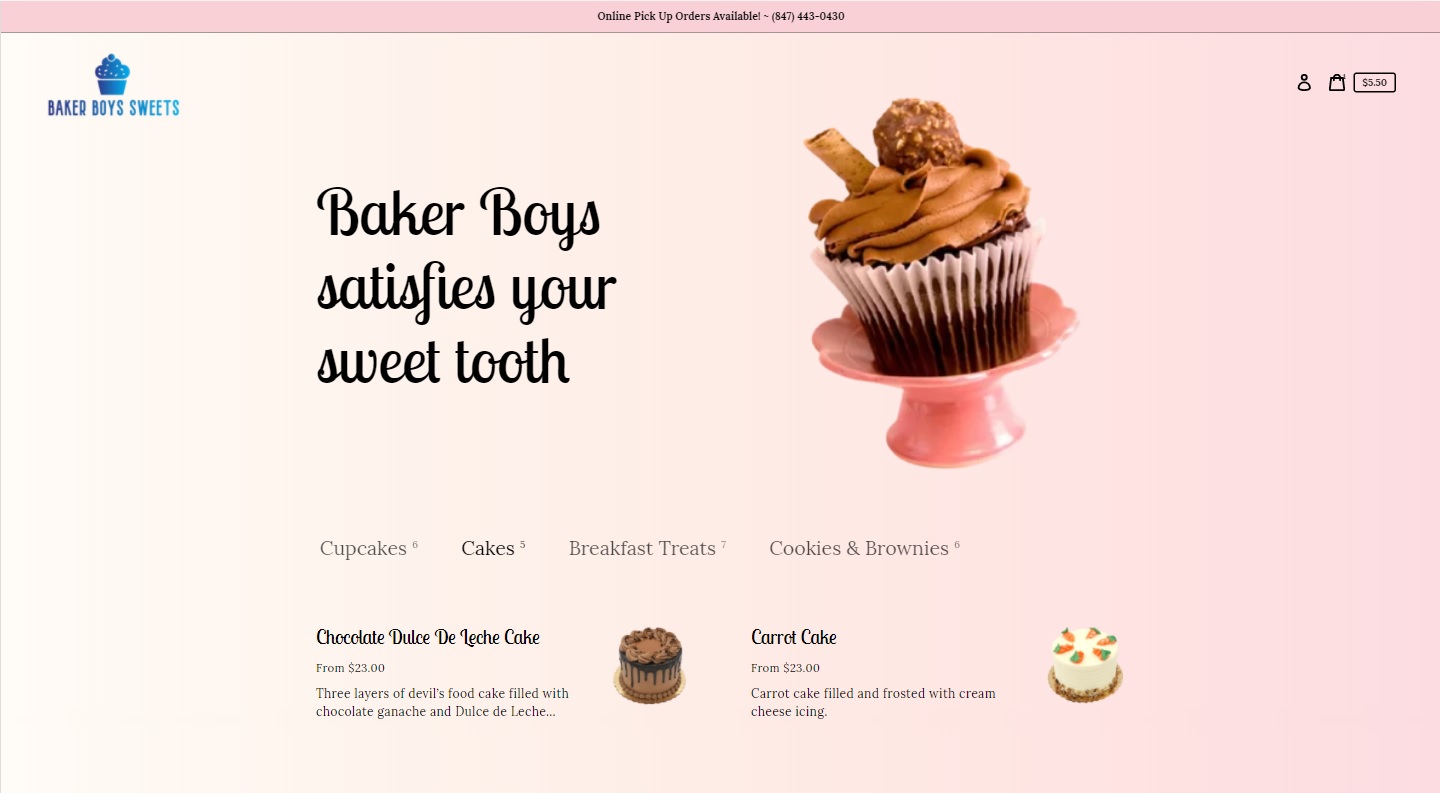 Online Pick Up Orders Available! ~ (847) 443-0430
BAKER BOYS SWEETS
$5.50
Baker Boys
satisfies your
sweet tooth
Cupcakes 6
Cakes 5
Breakfast Treats 7
Cookies & Brownies 6
Chocolate Dulce De Leche Cake
From $23.00
Three layers of devil's food cake filled with
chocolate ganache and Dulce de Leche...
Carrot Cake
From $23.00
Carrot cake filled and frosted with cream
cheese icing.